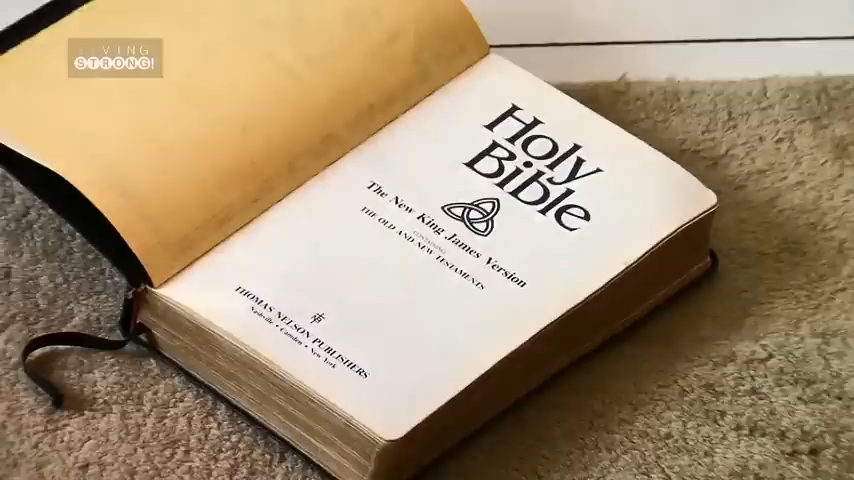 LIVING
STRONG!
Holy
Bible
The New King James Version
CONTAINING
THE OLD AND NEW TESTAMENTS
THOMAS NELSON PUBLISHERS
Nashville • Camden • New York